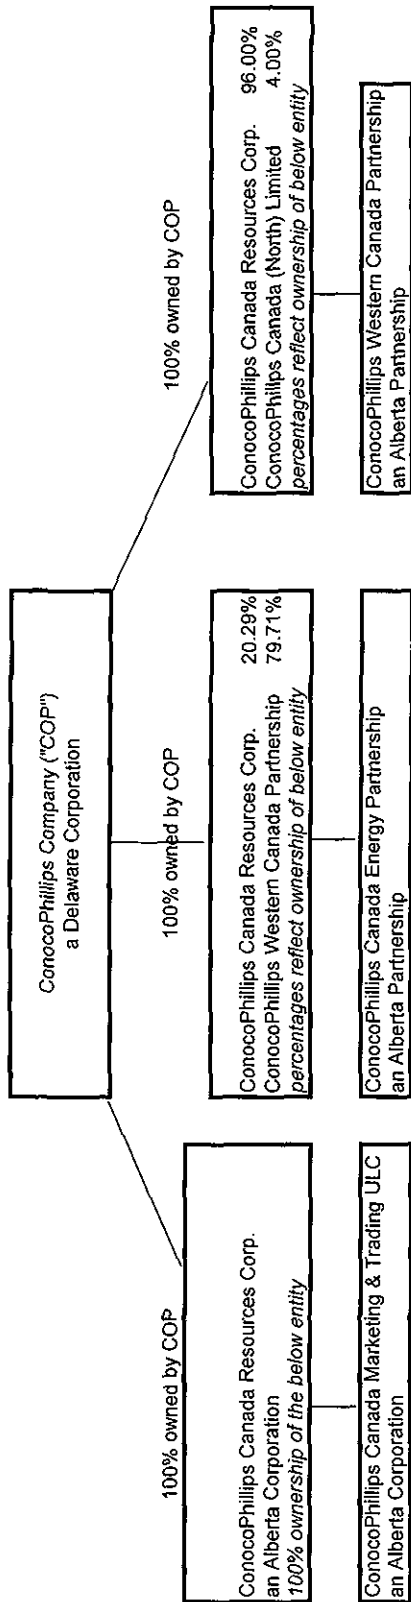 ConocoPhillips Company ("COP")
a Delaware Corporation
100% owned by COP
100% owned by COP
100% owned by COP
ConocoPhillips Canada Resources Corp.
an Alberta Corporation
100% ownership of the below entity
ConocoPhillips Canada Resources Corp. 20.29%
ConocoPhillips Western Canada Partnership 79.71%
percentages reflect ownership of below entity
ConocoPhillips Canada Resources Corp. 96.00%
ConocoPhillips Canada (North) Limited 4.00%
percentages reflect ownership of below entity
ConocoPhillips Canada Marketing & Trading ULC
an Alberta Corporation
ConocoPhillips Canada Energy Partnership
an Alberta Partnership
ConocoPhillips Western Canada Partnership
an Alberta Partnership